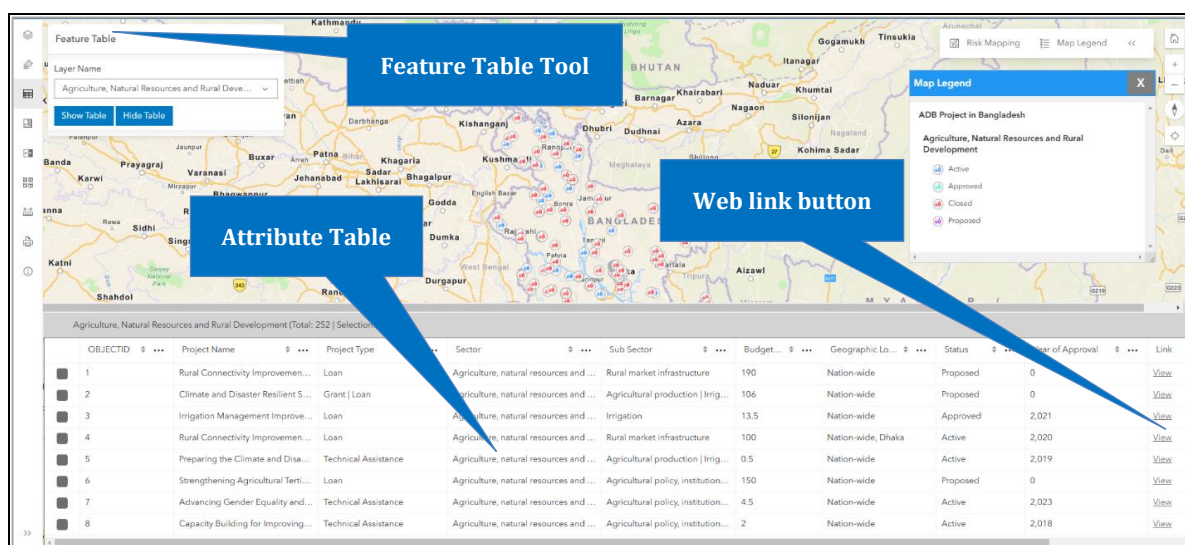 Kathmandu
Feature Table
Layer Name
Agriculture, Natural Resources and Rural Deve...
Show Table Hide Table
Feature Table Tool
Gogamukh Tinsukia
Risk Mapping Map Legend <<
BHUTAN
Itanagar
Naduar Khumtai
Khairabari
Barnagar
Nagaon
Darbhanga
Kishanganj
Dhubri Dudhnai
Azara
Silonijan
Nagaland
Map Legend X
ADB Project in Bangladesh
Agriculture, Natural Resources and Rural
Development
Active
Approved
Closed
Proposed
Jaunpur
Buxar Arrah Patna Bihar
Khagaria
Kushma
Meghalaya
Shillong
27 Kohima Sadar
Banda
Prayagraj
Varanasi
Jehanabad
Sadar
Lakhisarai
Bhagalpur
Karwi
Mirzapur
Bhagwanpur
English Bazar
Godda
Bonra
BANGLADES
Rewa
Sidhi
Dumka
Attribute Table
Web link button
Katni
Pabna
West Bengal
Durgapur
Tripura
Aizawl
Shahdol
343
G219
G323
Agriculture, Natural Resources and Rural Development (Total: 252 | Selection
OBJECTID Project Name Project Type Sector Sub Sector Budget... Geographic Lo... Status Year of Approval Link
1 Rural Connectivity Improvemen... Loan Agriculture, natural resources and ... Rural market infrastructure 190 Nation-wide Proposed 0 View
2 Climate and Disaster Resilient S... Grant | Loan Agriculture, natural resources and ... Agricultural production | Irrig... 106 Nation-wide Proposed 0 View
3 Irrigation Management Improve... Loan Agriculture, natural resources and ... Irrigation 13.5 Nation-wide Approved 2,021 View
4 Rural Connectivity Improvemen... Loan Agriculture, natural resources and ... Rural market infrastructure 100 Nation-wide, Dhaka Active 2,020 View
5 Preparing the Climate and Disa... Technical Assistance Agriculture, natural resources and ... Agricultural production | Irrig... 0.5 Nation-wide Active 2,019 View
6 Strengthening Agricultural Terti... Loan Agriculture, natural resources and ... Agricultural policy, institution... 150 Nation-wide Proposed 0 View
7 Advancing Gender Equality and... Technical Assistance Agriculture, natural resources and ... Agricultural policy, institution... 4.5 Nation-wide Active 2,023 View
8 Capacity Building for Improving... Technical Assistance Agriculture, natural resources and ... Agricultural policy, institution... 2 Nation-wide Active 2,018 View
>>